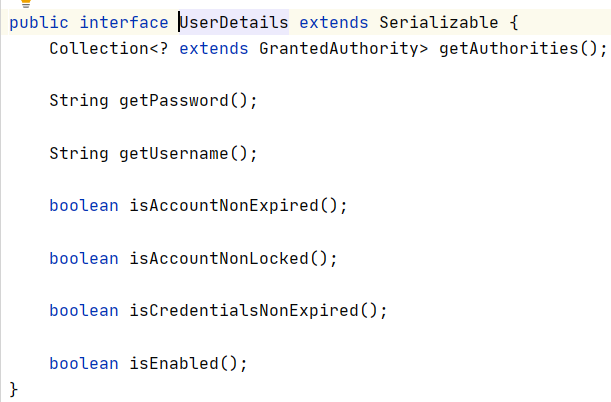 public interface UserDetails extends Serializable {
    Collection<? extends GrantedAuthority> getAuthorities();
    String getPassword();
    String getUsername();
    boolean isAccountNonExpired();
    boolean isAccountNonLocked();
    boolean isCredentialsNonExpired();
    boolean isEnabled();
}